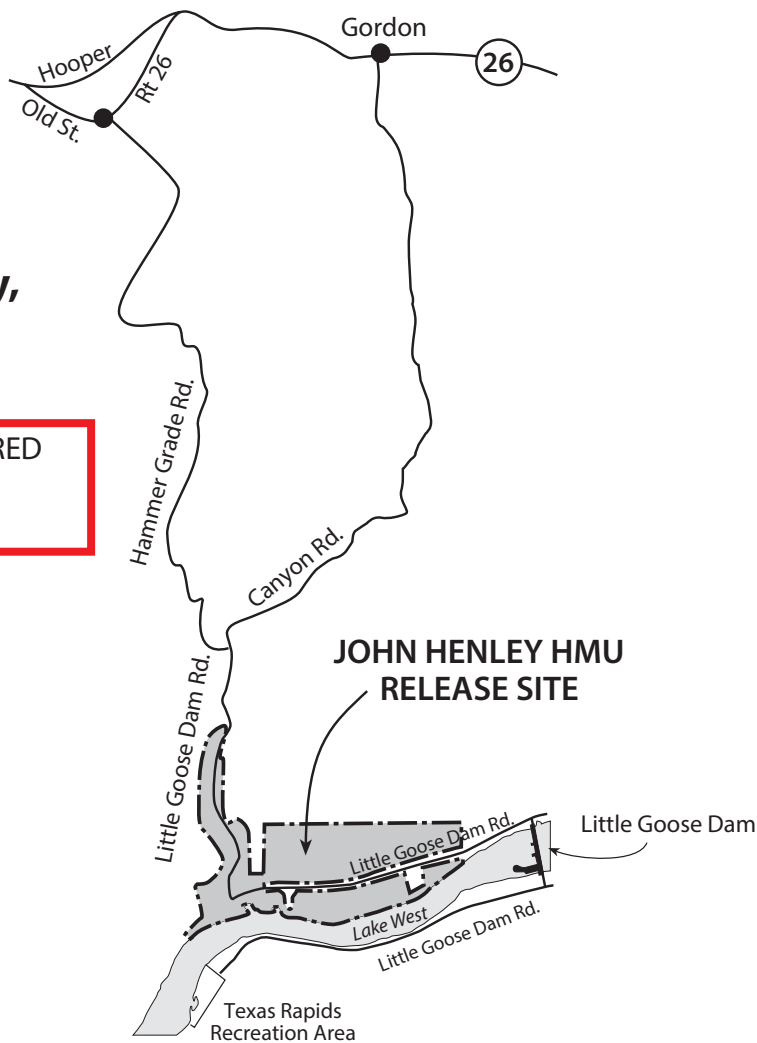 Gordon
26
Hooper
Rt 26
Old St.
y,
RED
Hammer Grade Rd.
Canyon Rd.
JOHN HENLEY HMU
RELEASE SITE
Little Goose Dam Rd.
Little Goose Dam Rd.
Little Goose Dam
Lake West
Little Goose Dam Rd.
Texas Rapids
Recreation Area